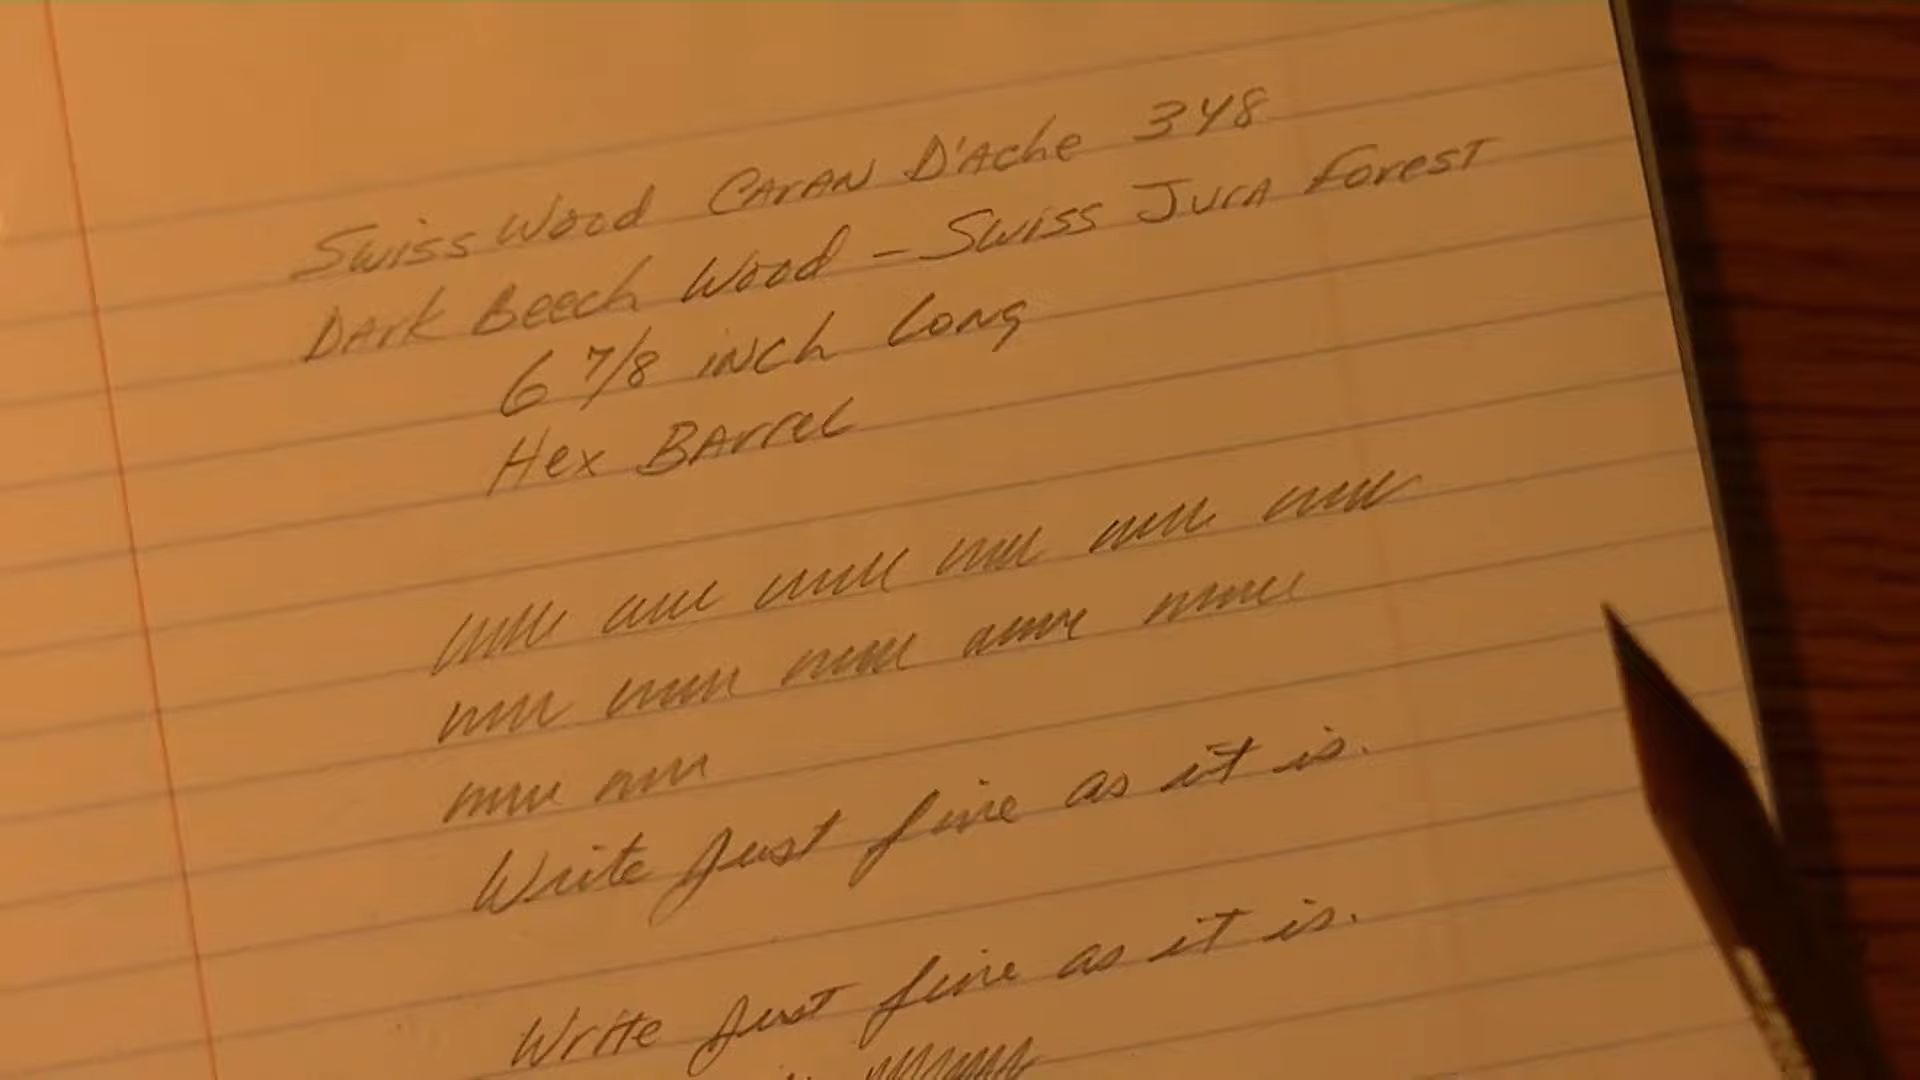 Swiss Wood Caran D'Ache 348
Dark Beech Wood - Swiss Jura Forest
6 7/8 inch Long
Hex Barrel
Write just fine as it is.
Write just fine as it is.